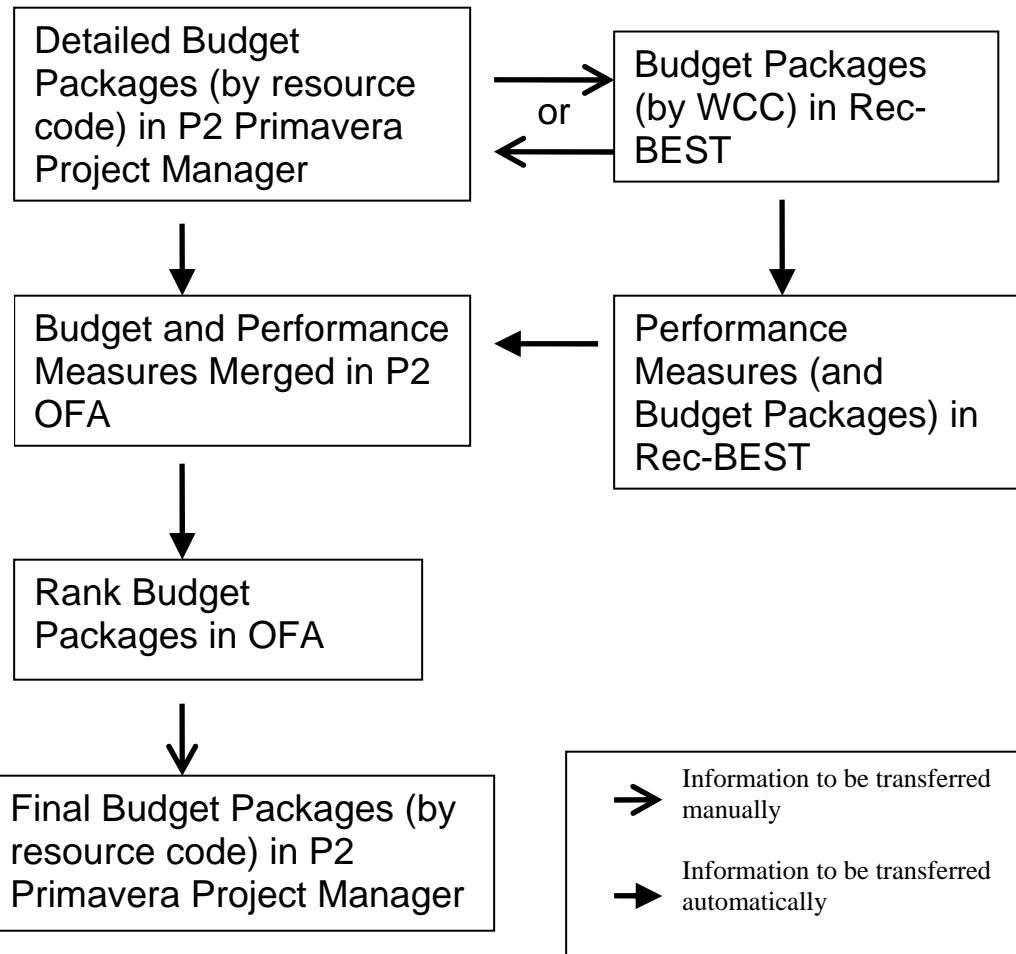 Detailed Budget
Packages (by resource
code) in P2 Primavera
Project Manager
or
Budget Packages
(by WCC) in Rec-
BEST
Budget and Performance
Measures Merged in P2
OFA
Performance
Measures (and
Budget Packages) in
Rec-BEST
Rank Budget
Packages in OFA
Final Budget Packages (by
resource code) in P2
Primavera Project Manager
Information to be transferred
manually
Information to be transferred
automatically